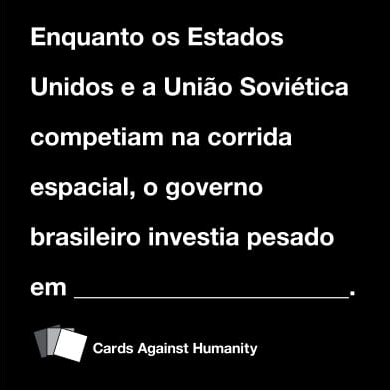 Enquanto os Estados
Unidos e a União Soviética
competiam na corrida
espacial, o governo
brasileiro investia pesado
em ____________________.
Cards Against Humanity